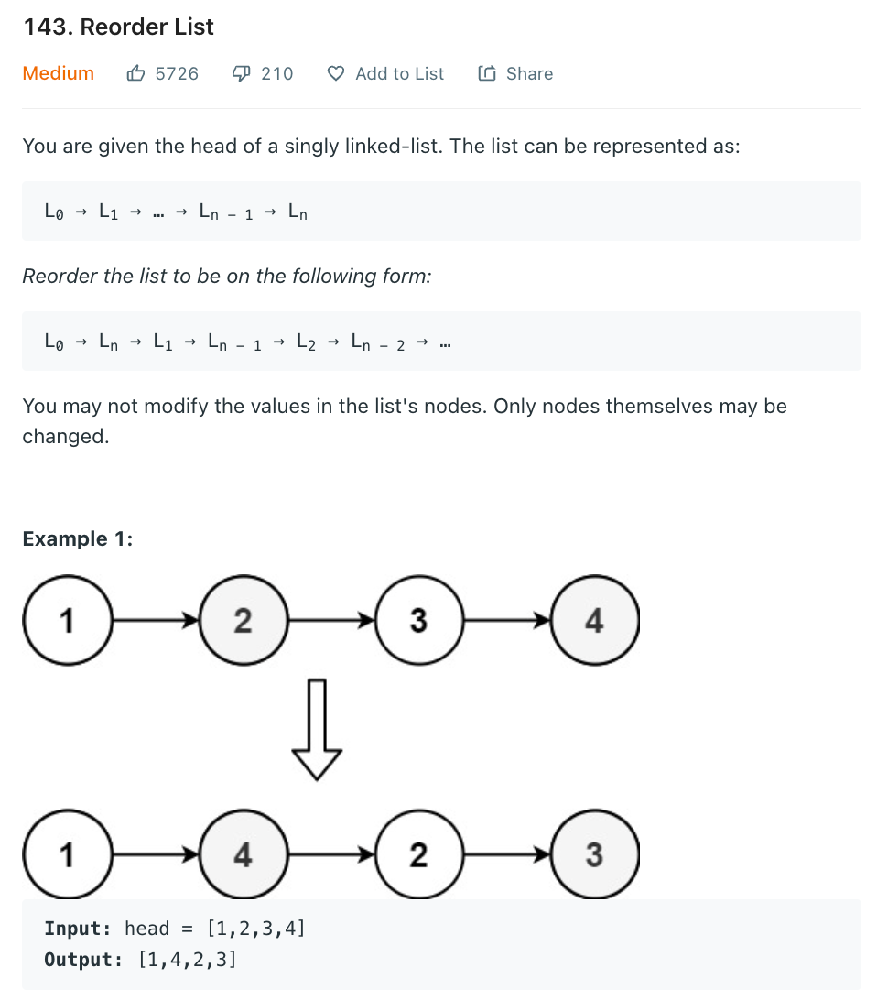 143. Reorder List
Medium 5726 210 Add to List Share
You are given the head of a singly linked-list. The list can be represented as:
L0 → L1 → … → Ln - 1 → Ln
Reorder the list to be on the following form:
L0 → Ln → L1 → Ln - 1 → L2 → Ln - 2 → …
You may not modify the values in the list's nodes. Only nodes themselves may be
changed.
Example 1:
1 2 3 4
1 4 2 3
Input: head = [1,2,3,4]
Output: [1,4,2,3]